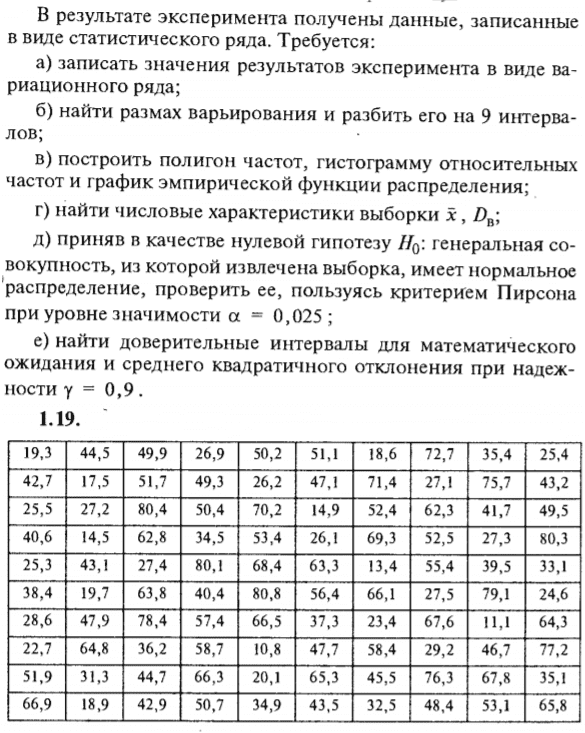 В результате эксперимента получены данные, записанные
в виде статистического ряда. Требуется:
а) записать значения результатов эксперимента в виде ва-
риационного ряда;
б) найти размах варьирования и разбить его на 9 интерва-
лов;
в) построить полигон частот, гистограмму относительных
частот и график эмпирической функции распределения;
г) найти числовые характеристики выборки x̄ , Dв;
д) приняв в качестве нулевой гипотезу H₀: генеральная со-
вокупность, из которой извлечена выборка, имеет нормальное
распределение, проверить ее, пользуясь критерием Пирсона
при уровне значимости α = 0,025 ;
е) найти доверительные интервалы для математического
ожидания и среднего квадратичного отклонения при надеж-
ности γ = 0,9 .
1.19.
19,3 44,5 49,9 26,9 50,2 51,1 18,6 72,7 35,4 25,4
42,7 17,5 51,7 49,3 26,2 47,1 71,4 27,1 75,7 43,2
25,5 27,2 80,4 50,4 70,2 14,9 52,4 62,3 41,7 49,5
40,6 14,5 62,8 34,5 53,4 26,1 69,3 52,5 27,3 80,3
25,3 43,1 27,4 80,1 68,4 63,3 13,4 55,4 39,5 33,1
38,4 19,7 63,8 40,4 80,8 56,4 66,1 27,5 79,1 24,6
28,6 47,9 78,4 57,4 66,5 37,3 23,4 67,6 11,1 64,3
22,7 64,8 36,2 58,7 10,8 47,7 58,4 29,2 46,7 77,2
51,9 31,3 44,7 66,3 20,1 65,3 45,5 76,3 67,8 35,1
66,9 18,9 42,9 50,7 34,9 43,5 32,5 48,4 53,1 65,8